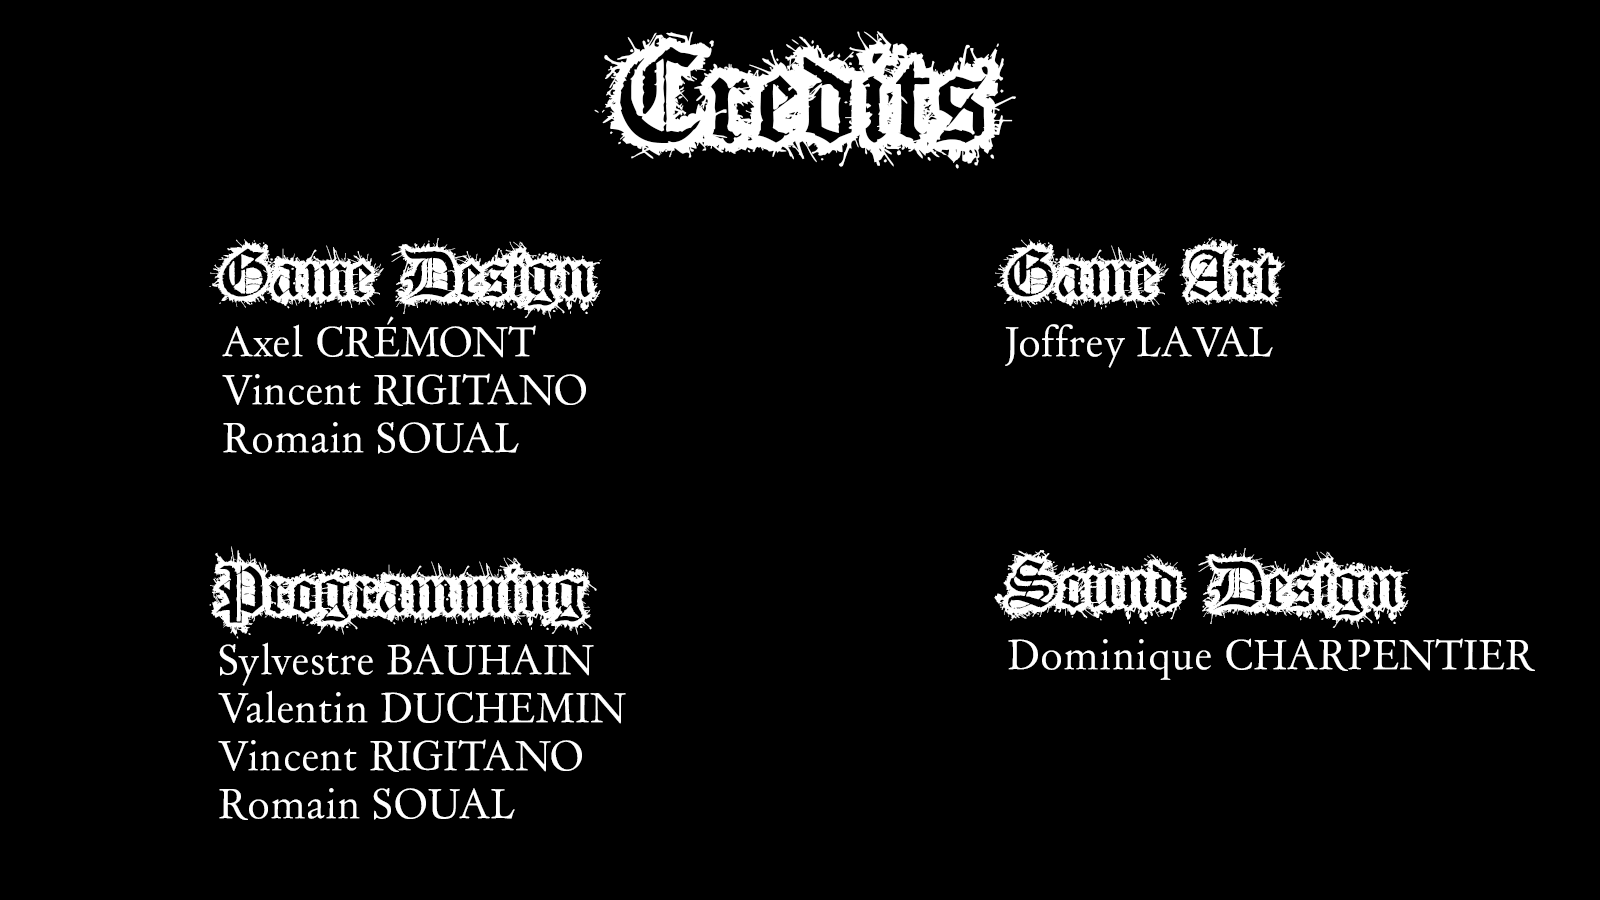 Credits
Game Design
Axel CRÉMONT
Vincent RIGITANO
Romain SOUAL
Game Art
Joffrey LAVAL
Programming
Sylvestre BAUHAIN
Valentin DUCHEMIN
Vincent RIGITANO
Romain SOUAL
Sound Design
Dominique CHARPENTIER